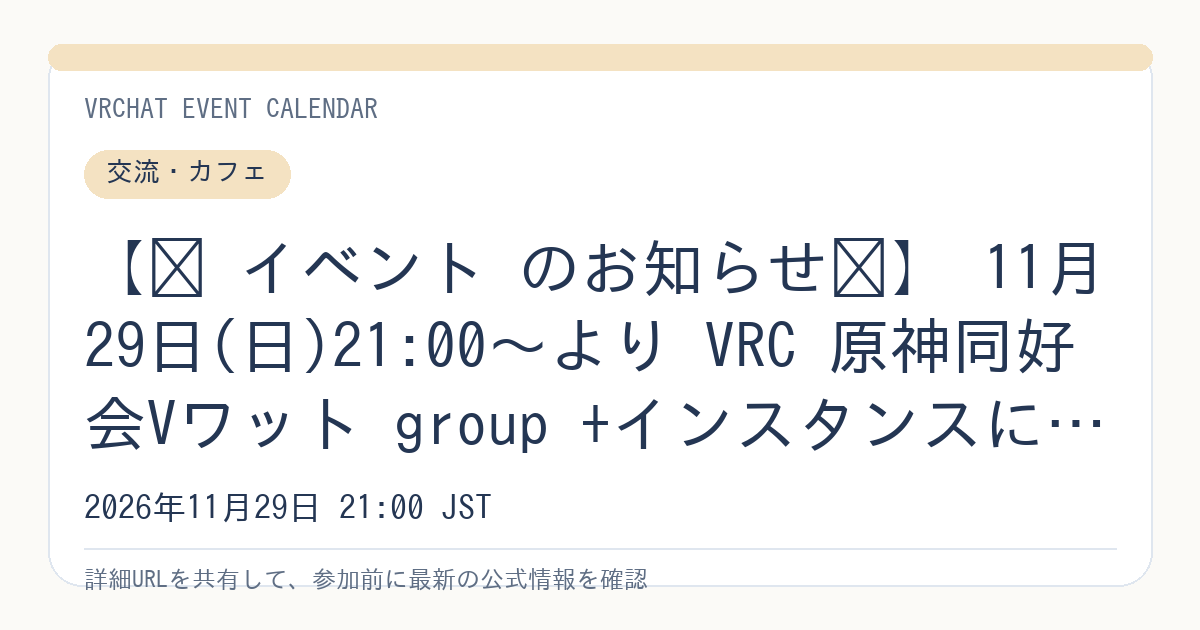 VRCHAT EVENT CALENDAR
交流・カフェ
【 イベント のお知らせ】 11月
29日(日)21:00〜より VRC 原神同好
会Vワット group +インスタンスに…
2026年11月29日 21:00 JST
詳細URLを共有して、参加前に最新の公式情報を確認